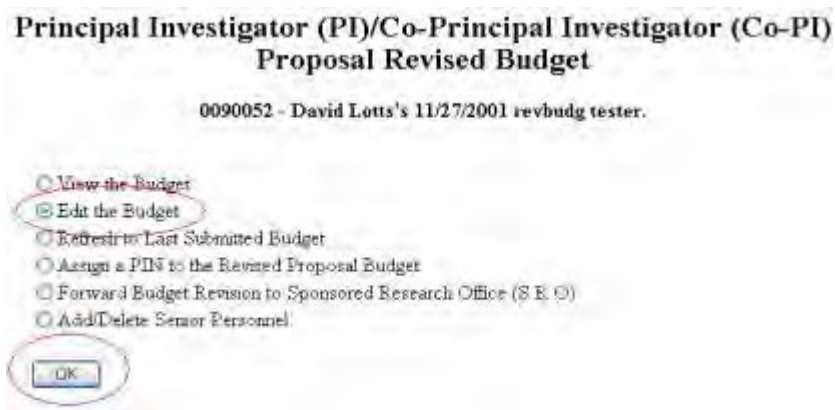 Principal Investigator (PI)/Co-Principal Investigator (Co-PI)
Proposal Revised Budget
0090052 - David Lotts's 11/27/2001 revbudg tester.
View the Budget
Edit the Budget
Refresh to Last Submitted Budget
Assign a PIN to the Revised Proposal Budget
Forward Budget Revision to Sponsored Research Office (S R O)
Add/Delete Senior Personnel
OK